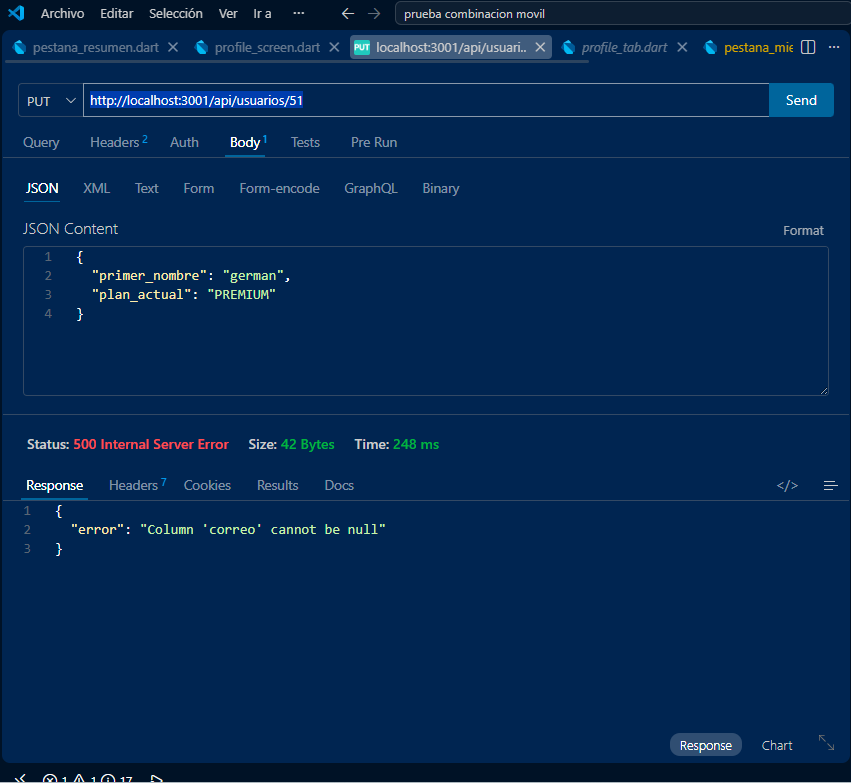 Archivo Editar Selección Ver Ir a ··· prueba combinacion movil
pestana_resumen.dart profile_screen.dart PUT localhost:3001/api/usuari.. profile_tab.dart pestana_mie ···
PUT http://localhost:3001/api/usuarios/51 Send
Query Headers 2 Auth Body 1 Tests Pre Run
JSON XML Text Form Form-encode GraphQL Binary
JSON Content
Format
1 {
2 "primer_nombre": "german",
3 "plan_actual": "PREMIUM"
4 }
Status: 500 Internal Server Error Size: 42 Bytes Time: 248 ms
Response Headers 7 Cookies Results Docs </>
1 {
2 "error": "Column 'correo' cannot be null"
3 }
Response Chart
1 1 17